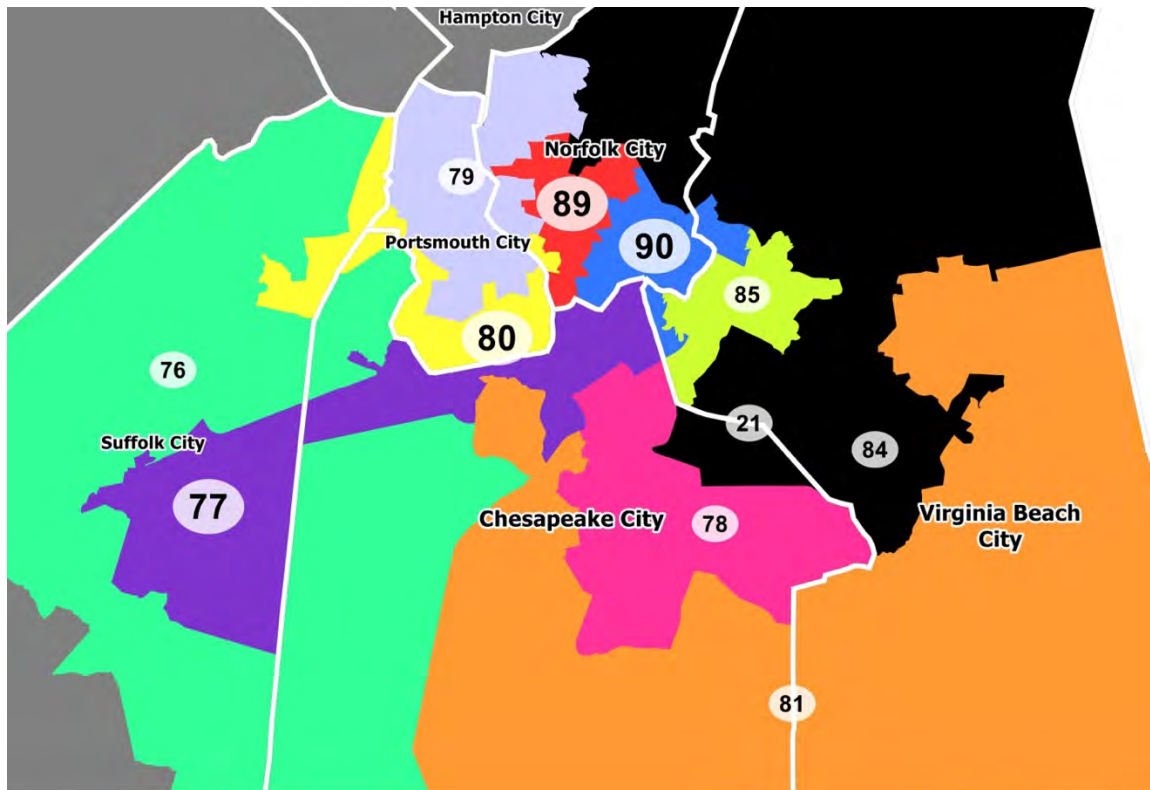 Hampton City
Norfolk City
79
89
Portsmouth City
90
85
80
76
21
Suffolk City
84
77
Chesapeake City
78
Virginia Beach
City
81